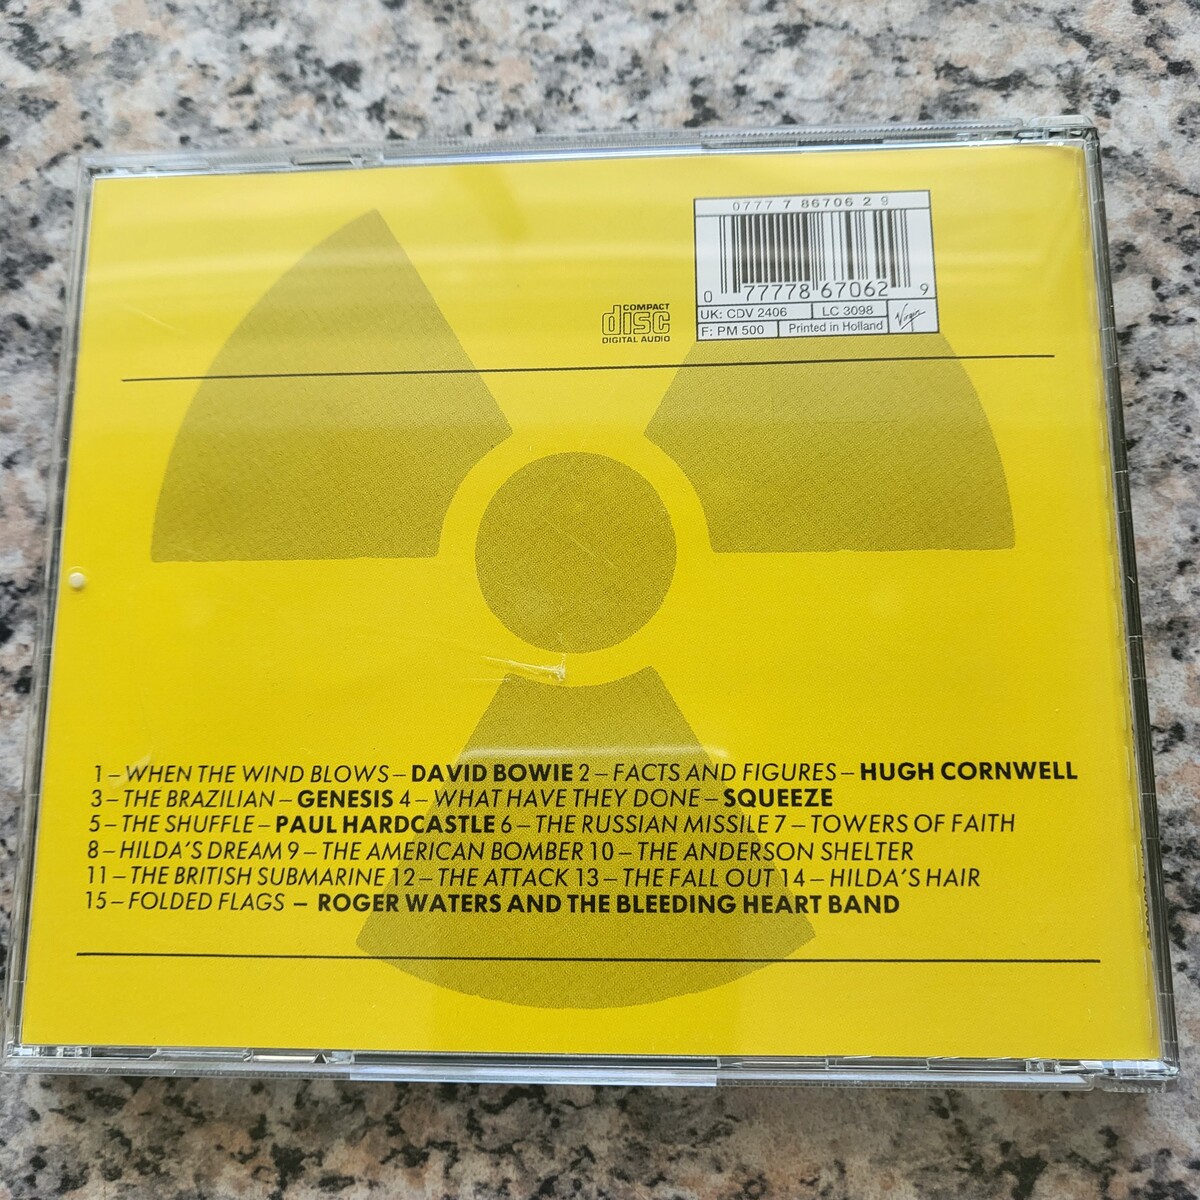 0777 7 86706 2 9
0 77778 67062 9
UK: CDV 2406 LC 3098
F: PM 500 Printed in Holland Virgin
COMPACT
disc
DIGITAL AUDIO
1 – WHEN THE WIND BLOWS – DAVID BOWIE 2 – FACTS AND FIGURES – HUGH CORNWELL
3 – THE BRAZILIAN – GENESIS 4 – WHAT HAVE THEY DONE – SQUEEZE
5 – THE SHUFFLE – PAUL HARDCASTLE 6 – THE RUSSIAN MISSILE 7 – TOWERS OF FAITH
8 – HILDA'S DREAM 9 – THE AMERICAN BOMBER 10 – THE ANDERSON SHELTER
11 – THE BRITISH SUBMARINE 12 – THE ATTACK 13 – THE FALL OUT 14 – HILDA'S HAIR
15 – FOLDED FLAGS – ROGER WATERS AND THE BLEEDING HEART BAND